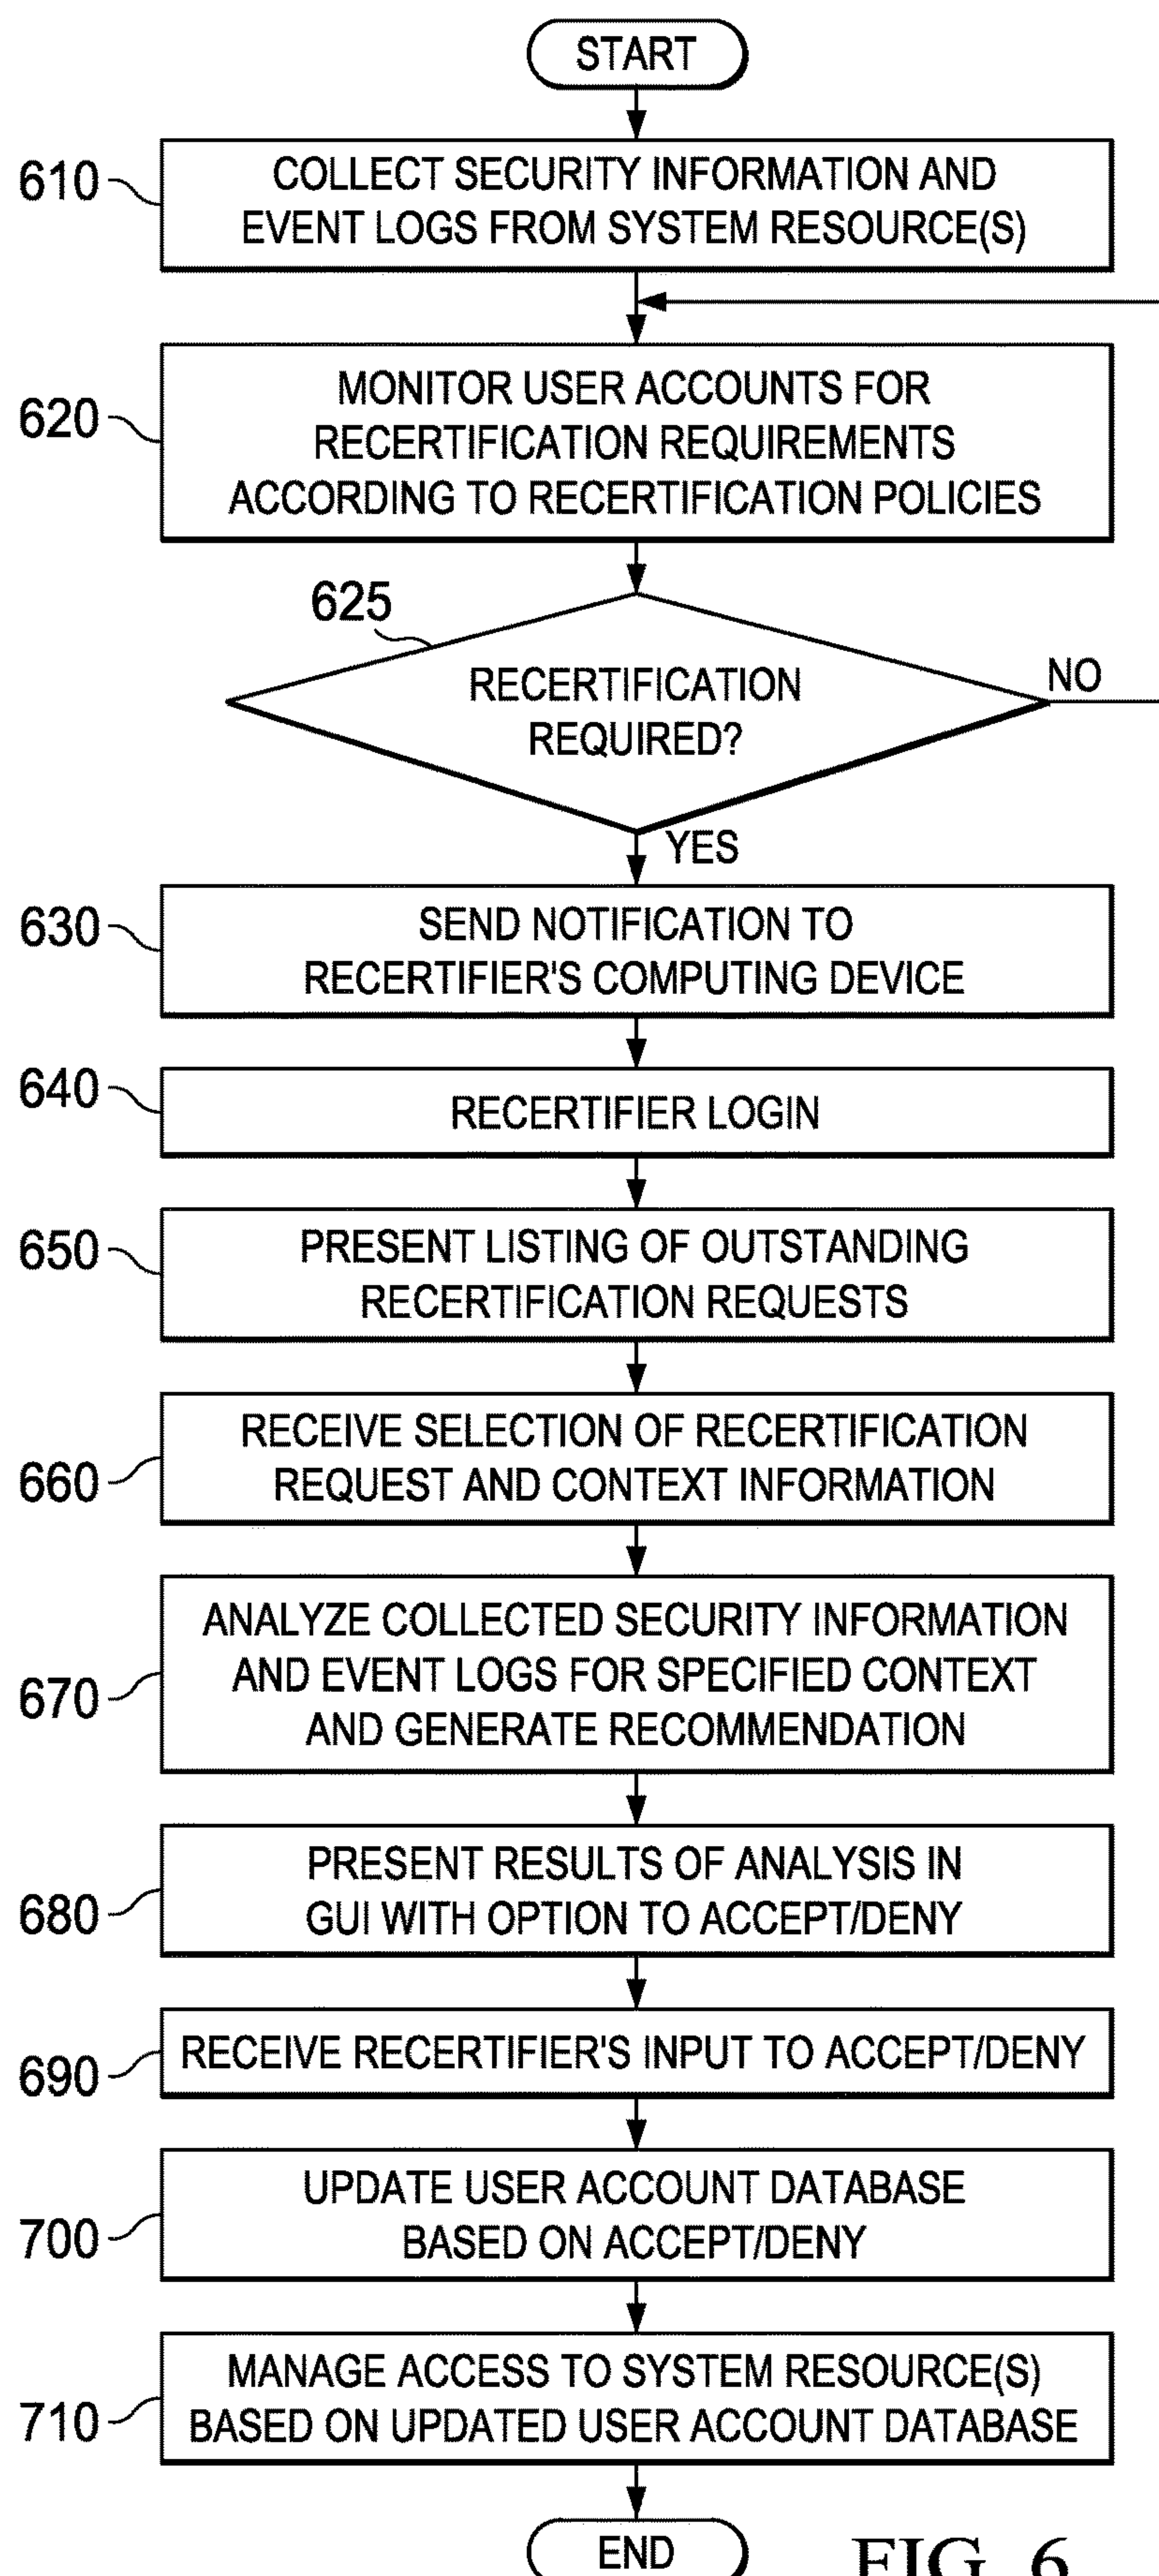 START
610
COLLECT SECURITY INFORMATION AND
EVENT LOGS FROM SYSTEM RESOURCE(S)
620
MONITOR USER ACCOUNTS FOR
RECERTIFICATION REQUIREMENTS
ACCORDING TO RECERTIFICATION POLICIES
625
RECERTIFICATION
REQUIRED?
NO
YES
630
SEND NOTIFICATION TO
RECERTIFIER'S COMPUTING DEVICE
640
RECERTIFIER LOGIN
650
PRESENT LISTING OF OUTSTANDING
RECERTIFICATION REQUESTS
660
RECEIVE SELECTION OF RECERTIFICATION
REQUEST AND CONTEXT INFORMATION
670
ANALYZE COLLECTED SECURITY INFORMATION
AND EVENT LOGS FOR SPECIFIED CONTEXT
AND GENERATE RECOMMENDATION
680
PRESENT RESULTS OF ANALYSIS IN
GUI WITH OPTION TO ACCEPT/DENY
690
RECEIVE RECERTIFIER'S INPUT TO ACCEPT/DENY
700
UPDATE USER ACCOUNT DATABASE
BASED ON ACCEPT/DENY
710
MANAGE ACCESS TO SYSTEM RESOURCE(S)
BASED ON UPDATED USER ACCOUNT DATABASE
END
FIG. 6